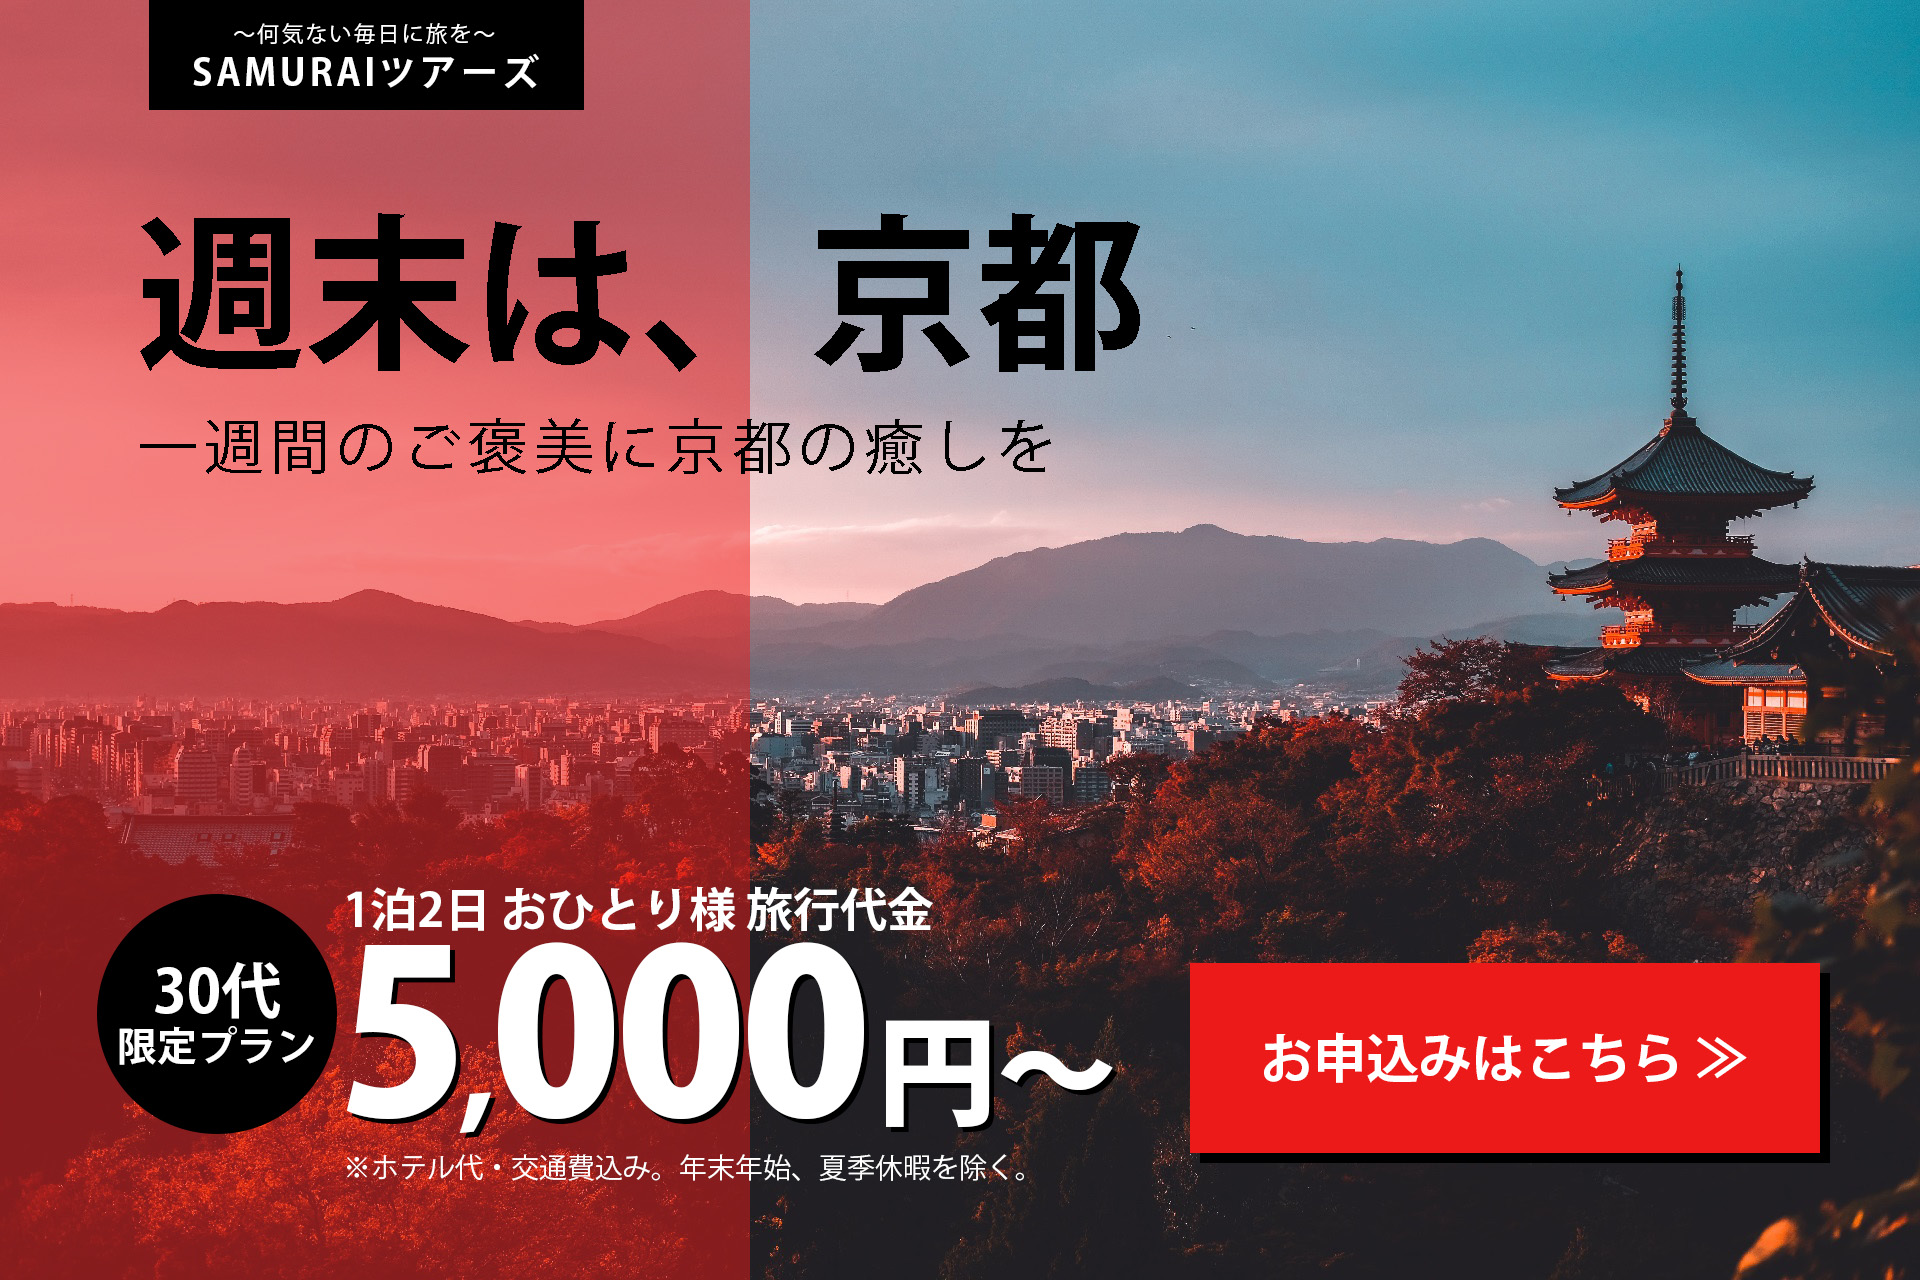 ～何気ない毎日に旅を～
SAMURAIツアーズ
週末は、京都
一週間のご褒美に京都の癒しを
1泊2日 おひとり様 旅行代金
30代
限定プラン
5,000円～
※ホテル代・交通費込み。年末年始、夏季休暇を除く。
お申込みはこちら ≫